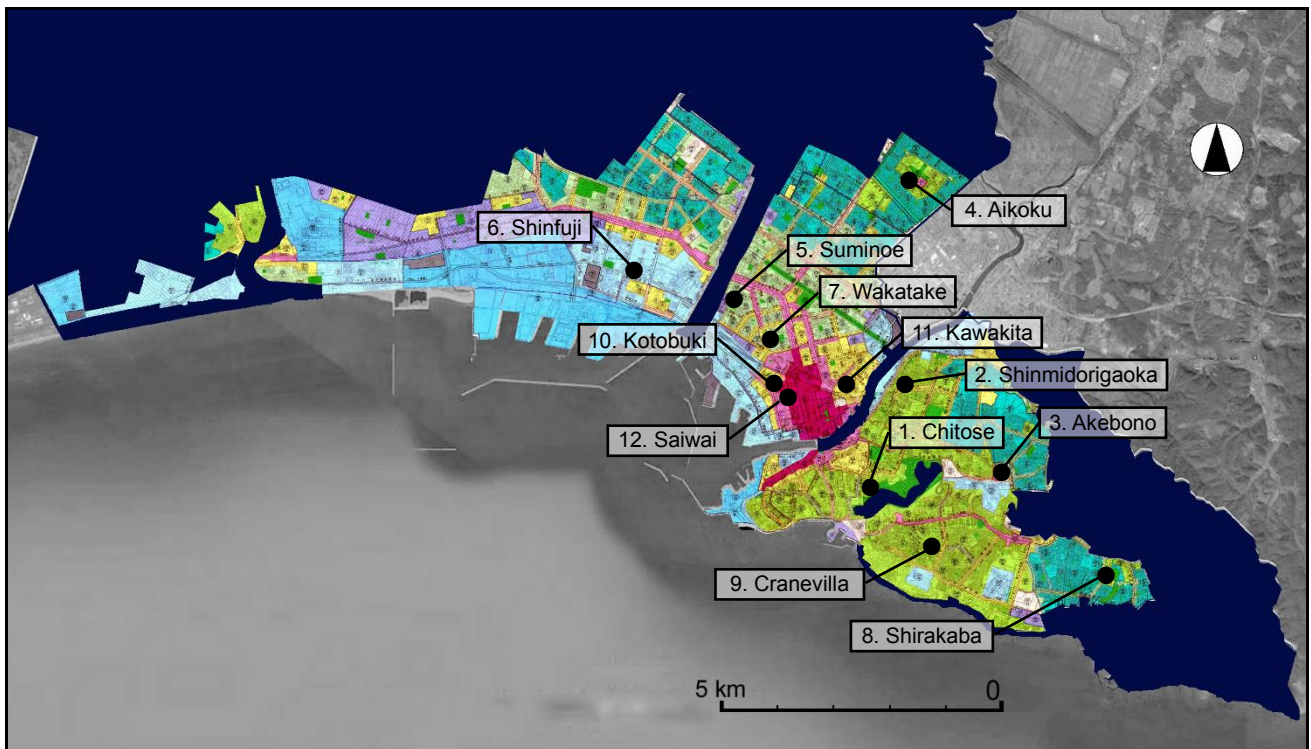 4. Aikoku
6. Shinfuji
5. Suminoe
7. Wakatake
10. Kotobuki
11. Kawakita
2. Shinmidorigaoka
12. Saiwai
1. Chitose
3. Akebono
9. Cranevilla
8. Shirakaba
5 km 0